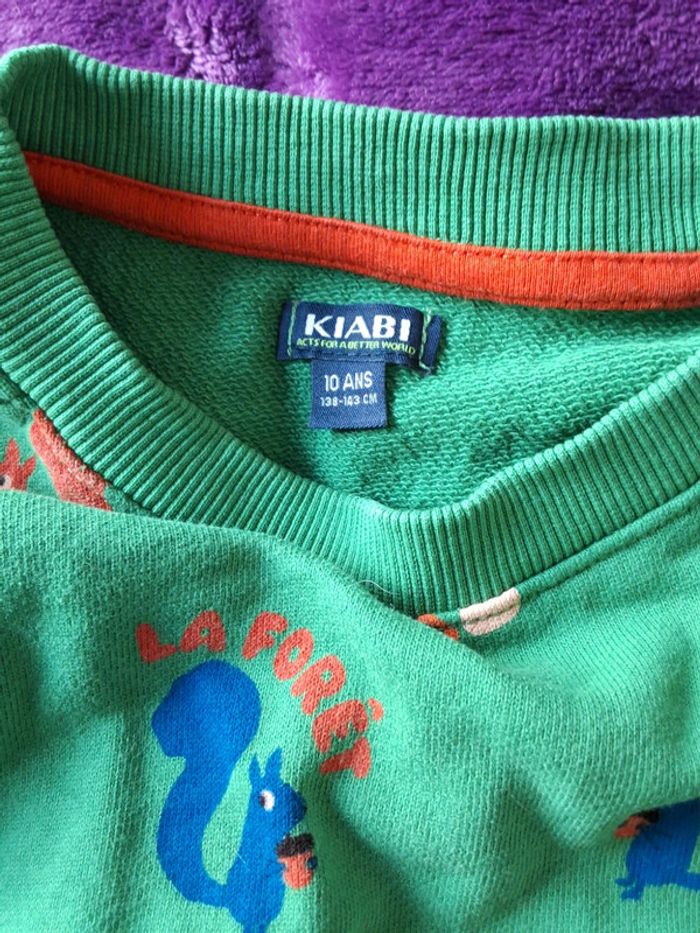 KIABI
ACTS FOR A BETTER WORLD
10 ANS
138-143 CM
LA FORÊT